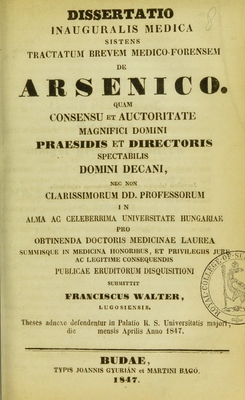 DISSERTATIO
INAUGURALIS MEDICA
SISTENS
TRACTATUM BREVEM MEDICO-FORENSEM
DE
ARSENICO.
QUAM
CONSENSU ET AUCTORITATE
MAGNIFICI DOMINI
PRAESIDIS ET DIRECTORIS
SPECTABILIS
DOMINI DECANI,
NEC NON
CLARISSIMORUM DD. PROFESSORUM
IN
ALMA AC CELEBERRIMA UNIVERSITATE HUNGARIAE
PRO
OBTINENDA DOCTORIS MEDICINAE LAUREA
SUMMISQUE IN MEDICINA HONORIBUS, ET PRIVILEGIIS JURE
AC LEGITIME CONSEQUENDIS
PUBLICAE ERUDITORUM DISQUISITIONI
SUBMITTIT
FRANCISCUS WALTER,
LUGOSIENSIS.
Theses adnexe defendentur in Palatio R. S. Universitatis majori,
die mensis Aprilis Anno 1847.
BUDAE,
TYPIS JOANNIS GYURIÁN et MARTINI BAGÓ.
1847.